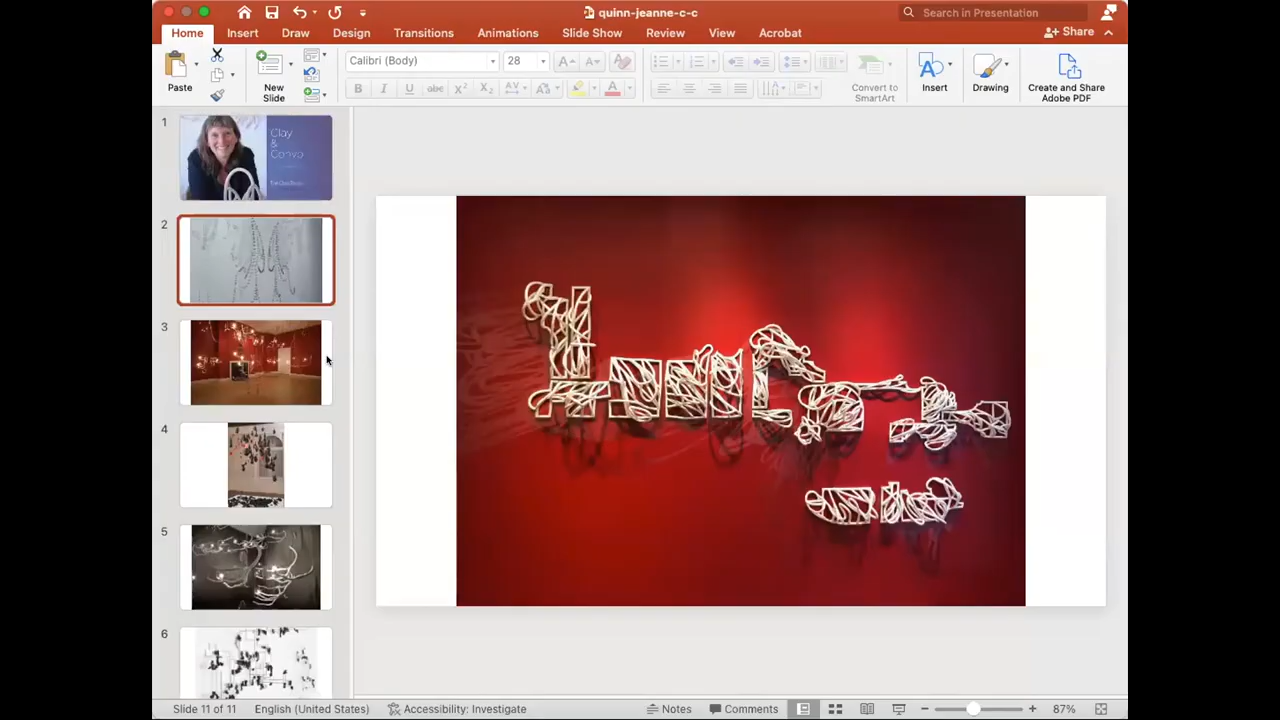 quinn-jeanne-c-c
Search in Presentation
Home Insert Draw Design Transitions Animations Slide Show Review View Acrobat
Share
Paste
New
Slide
Calibri (Body) 28
Convert to
SmartArt
Insert
Drawing
Create and Share
Adobe PDF
1
Clay
&
Convo
2
3
4
5
6
Slide 11 of 11 English (United States) Accessibility: Investigate Notes Comments 87%